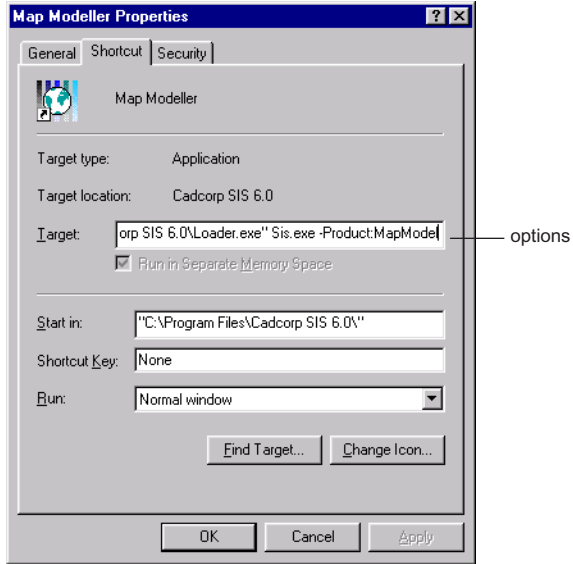 Map Modeller Properties
General Shortcut Security
Map Modeller
Target type: Application
Target location: Cadcorp SIS 6.0
Target: orp SIS 6.0\Loader.exe" Sis.exe -Product:MapModel
options
Run in Separate Memory Space
Start in: "C:\Program Files\Cadcorp SIS 6.0\"
Shortcut Key: None
Run: Normal window
Find Target... Change Icon...
OK Cancel Apply